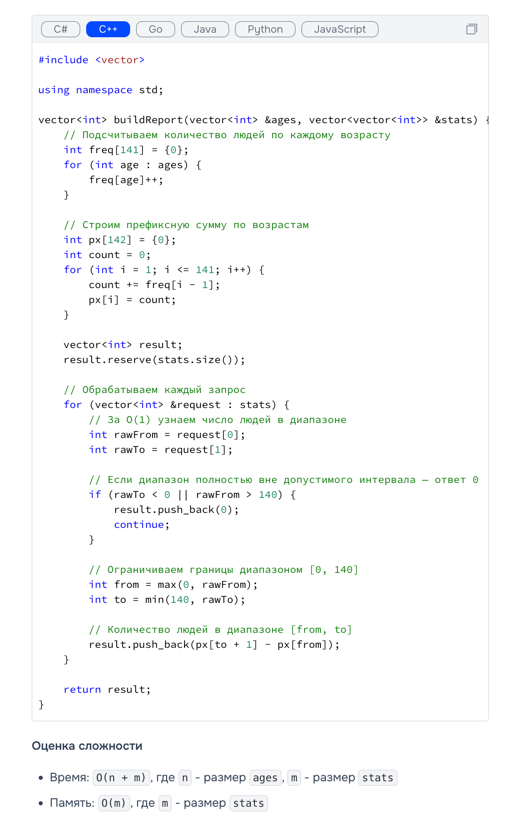 C#
C++
Go
Java
Python
JavaScript
#include <vector>

using namespace std;

vector<int> buildReport(vector<int> &ages, vector<vector<int>> &stats) {
    // Подсчитываем количество людей по каждому возрасту
    int freq[141] = {0};
    for (int age : ages) {
        freq[age]++;
    }

    // Строим префиксную сумму по возрастам
    int px[142] = {0};
    int count = 0;
    for (int i = 1; i <= 141; i++) {
        count += freq[i - 1];
        px[i] = count;
    }

    vector<int> result;
    result.reserve(stats.size());

    // Обрабатываем каждый запрос
    for (vector<int> &request : stats) {
        // За O(1) узнаем число людей в диапазоне
        int rawFrom = request[0];
        int rawTo = request[1];

        // Если диапазон полностью вне допустимого интервала — ответ 0
        if (rawTo < 0 || rawFrom > 140) {
            result.push_back(0);
            continue;
        }

        // Ограничиваем границы диапазоном [0, 140]
        int from = max(0, rawFrom);
        int to = min(140, rawTo);

        // Количество людей в диапазоне [from, to]
        result.push_back(px[to + 1] - px[from]);
    }

    return result;
}
Оценка сложности
• Время: O(n + m), где n - размер ages, m - размер stats
• Память: O(m), где m - размер stats